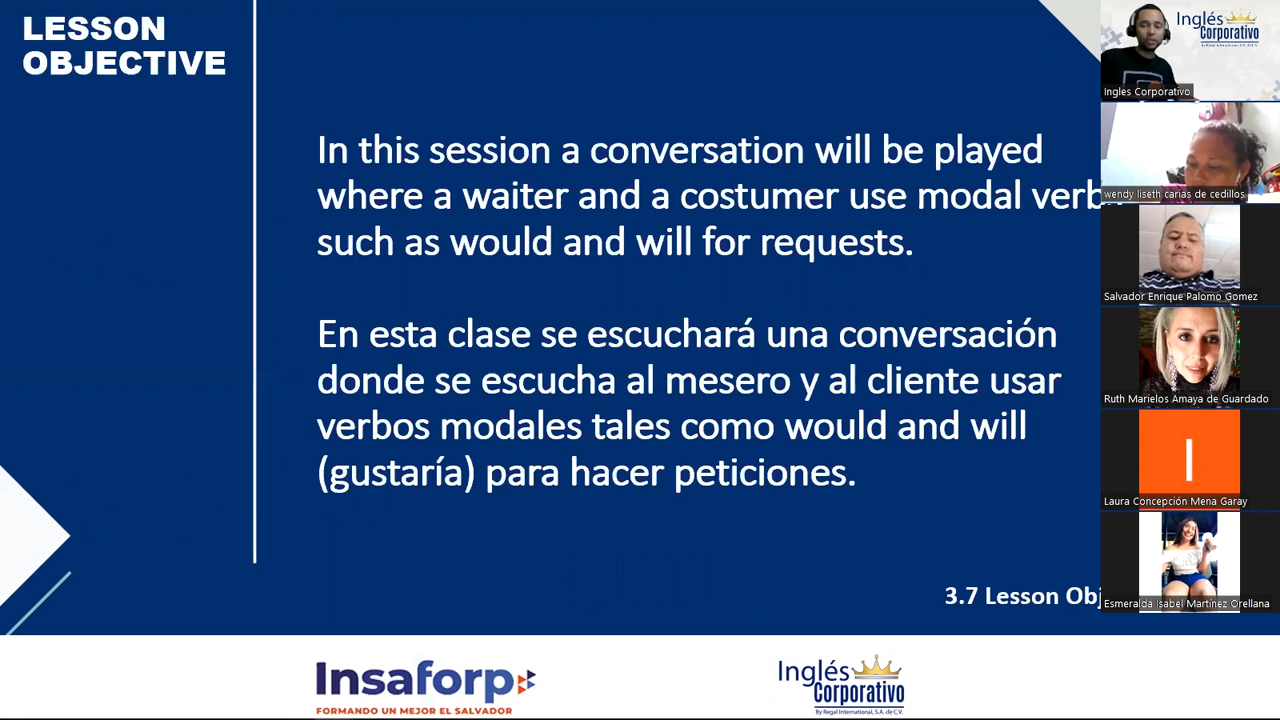 LESSON
OBJECTIVE
In this session a conversation will be played
where a waiter and a costumer use modal
such as would and will for requests.
En esta clase se escuchará una conversación
donde se escucha al mesero y al cliente usar
verbos modales tales como would and will
(gustaría) para hacer peticiones.
3.7 Lesson
Insaforp
FORMANDO UN MEJOR EL SALVADOR
Inglés
Corporativo
By Regal International, S.A. de C.V.
Inglés
Corporativo
Ingles Corporativo
wendy liseth carias de cedillos
Salvador Enrique Palomo Gomez
Ruth Marielos Amaya de Guardado
I
Laura Concepción Mena Garay
Esmeralda Isabel Martínez Orellana